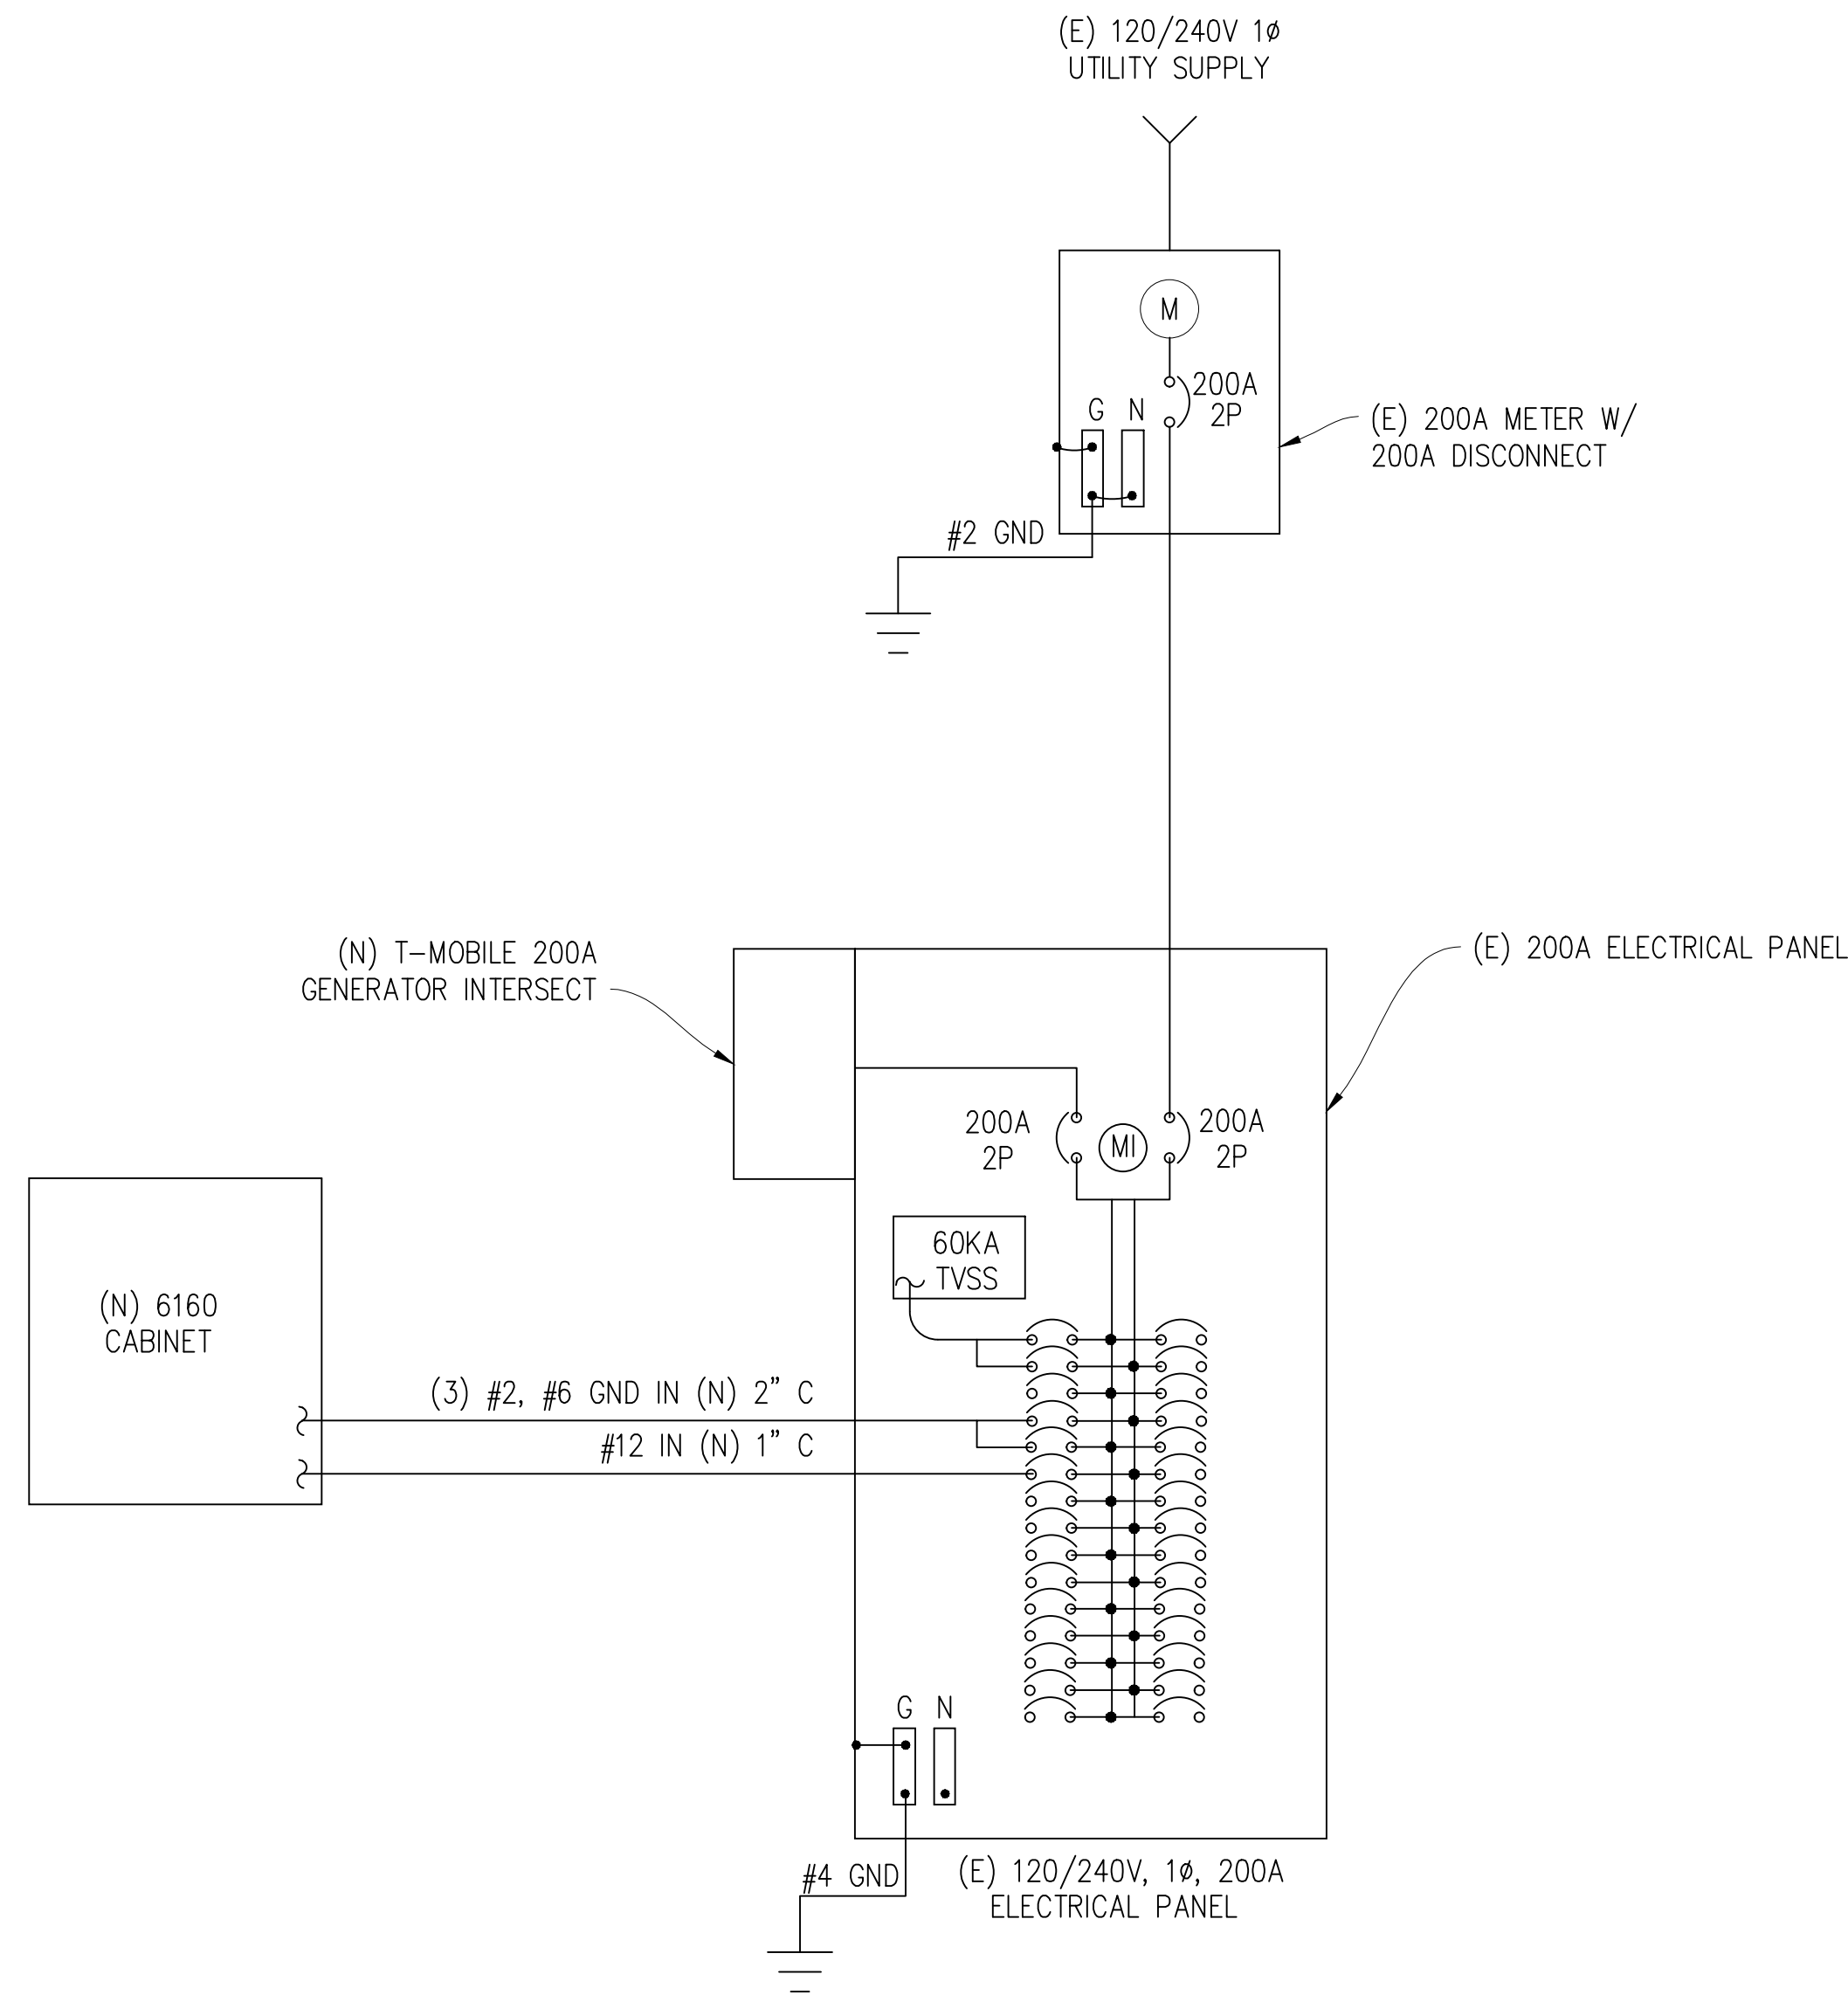 (E) 120/240V 1ø
UTILITY SUPPLY
M
200A
2P
G N
(E) 200A METER W/
200A DISCONNECT
#2 GND
(N) T-MOBILE 200A
GENERATOR INTERSECT
(E) 200A ELECTRICAL PANEL
200A
2P
MI
200A
2P
60KA
TVSS
(N) 6160
CABINET
(3) #2, #6 GND IN (N) 2" C
#12 IN (N) 1" C
G N
#4 GND
(E) 120/240V, 1ø, 200A
ELECTRICAL PANEL